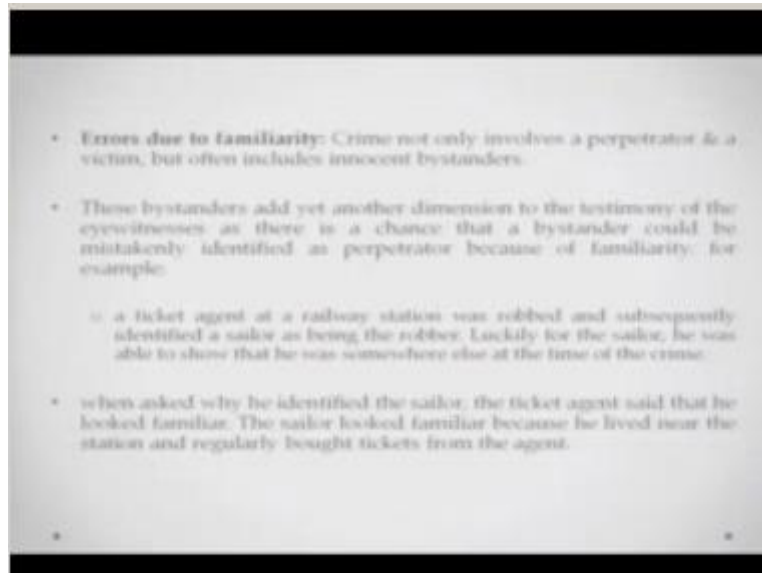 • Errors due to familiarity: Crime not only involves a perpetrator & a
victim, but often includes innocent bystanders.
• These bystanders add yet another dimension to the testimony of the
eyewitnesses as there is a chance that a bystander could be
mistakenly identified as perpetrator because of familiarity. for
example:
o a ticket agent at a railway station was robbed and subsequently
identified a sailor as being the robber. Luckily for the sailor, he was
able to show that he was somewhere else at the time of the crime.
• when asked why he identified the sailor, the ticket agent said that he
looked familiar. The sailor looked familiar because he lived near the
station and regularly bought tickets from the agent.